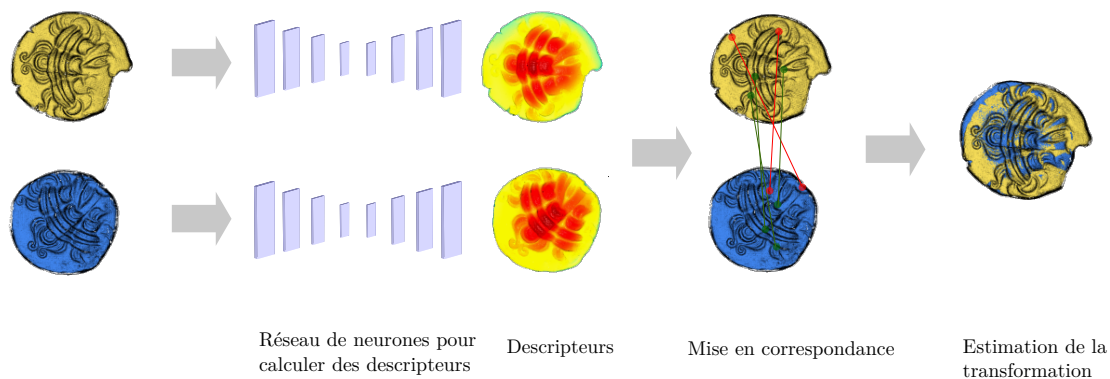 Réseau de neurones pour
calculer des descripteurs
Descripteurs
Mise en correspondance
Estimation de la
transformation